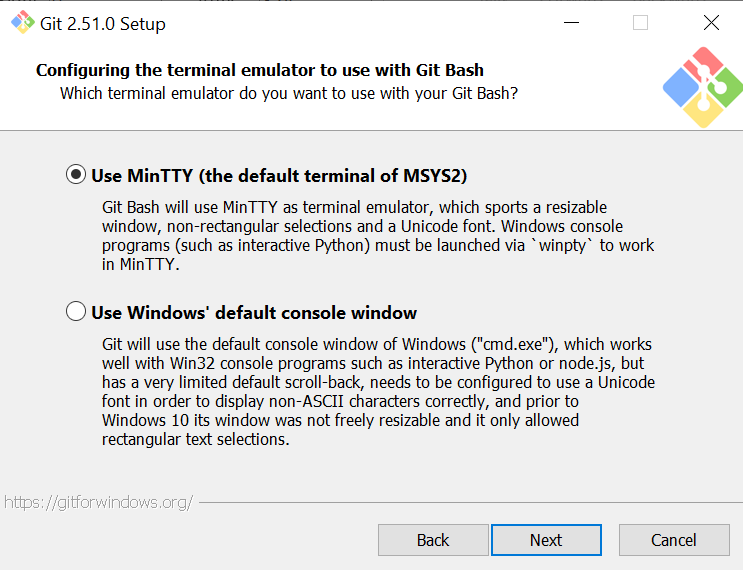 Git 2.51.0 Setup
Configuring the terminal emulator to use with Git Bash
Which terminal emulator do you want to use with your Git Bash?
Use MinTTY (the default terminal of MSYS2)
Git Bash will use MinTTY as terminal emulator, which sports a resizable
window, non-rectangular selections and a Unicode font. Windows console
programs (such as interactive Python) must be launched via `winpty` to work
in MinTTY.
Use Windows' default console window
Git will use the default console window of Windows ("cmd.exe"), which works
well with Win32 console programs such as interactive Python or node.js, but
has a very limited default scroll-back, needs to be configured to use a Unicode
font in order to display non-ASCII characters correctly, and prior to
Windows 10 its window was not freely resizable and it only allowed
rectangular text selections.
https://gitforwindows.org/
Back
Next
Cancel